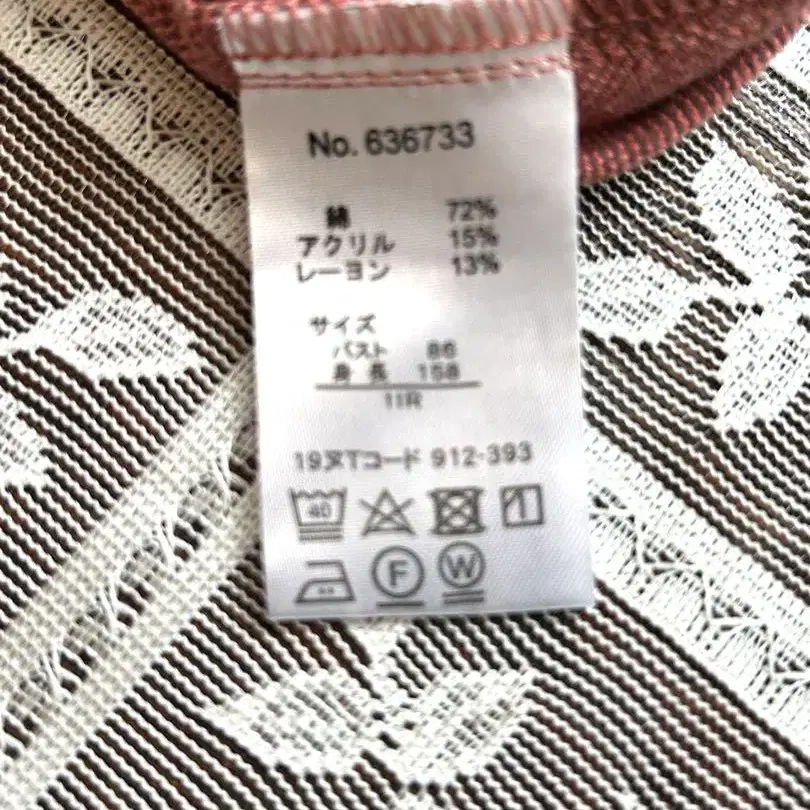 No. 636733
綿 72%
アクリル 15%
レーヨン 13%
サイズ
バスト 86
身長 158
11R
19ヌTコード 912-393
40
F W